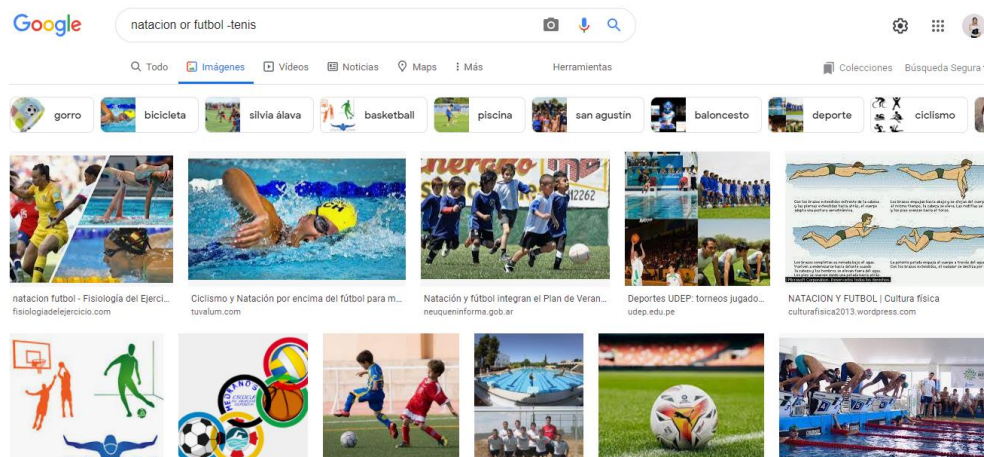 Google
natacion or futbol -tenis
Todo
Imágenes
Vídeos
Noticias
Maps
Más
Herramientas
Colecciones
Búsqueda Segura
gorro
bicicleta
silvia álava
basketball
piscina
san agustín
baloncesto
deporte
ciclismo
natacion futbol - Fisiología del Ejerci...
fisiologiadelejercicio.com
Ciclismo y Natación por encima del fútbol para m...
tuvalum.com
Natación y fútbol integran el Plan de Veran...
neuqueninforma.gob.ar
Deportes UDEP: torneos jugado...
udep.edu.pe
NATACION Y FUTBOL | Cultura física
culturafisica2013.wordpress.com